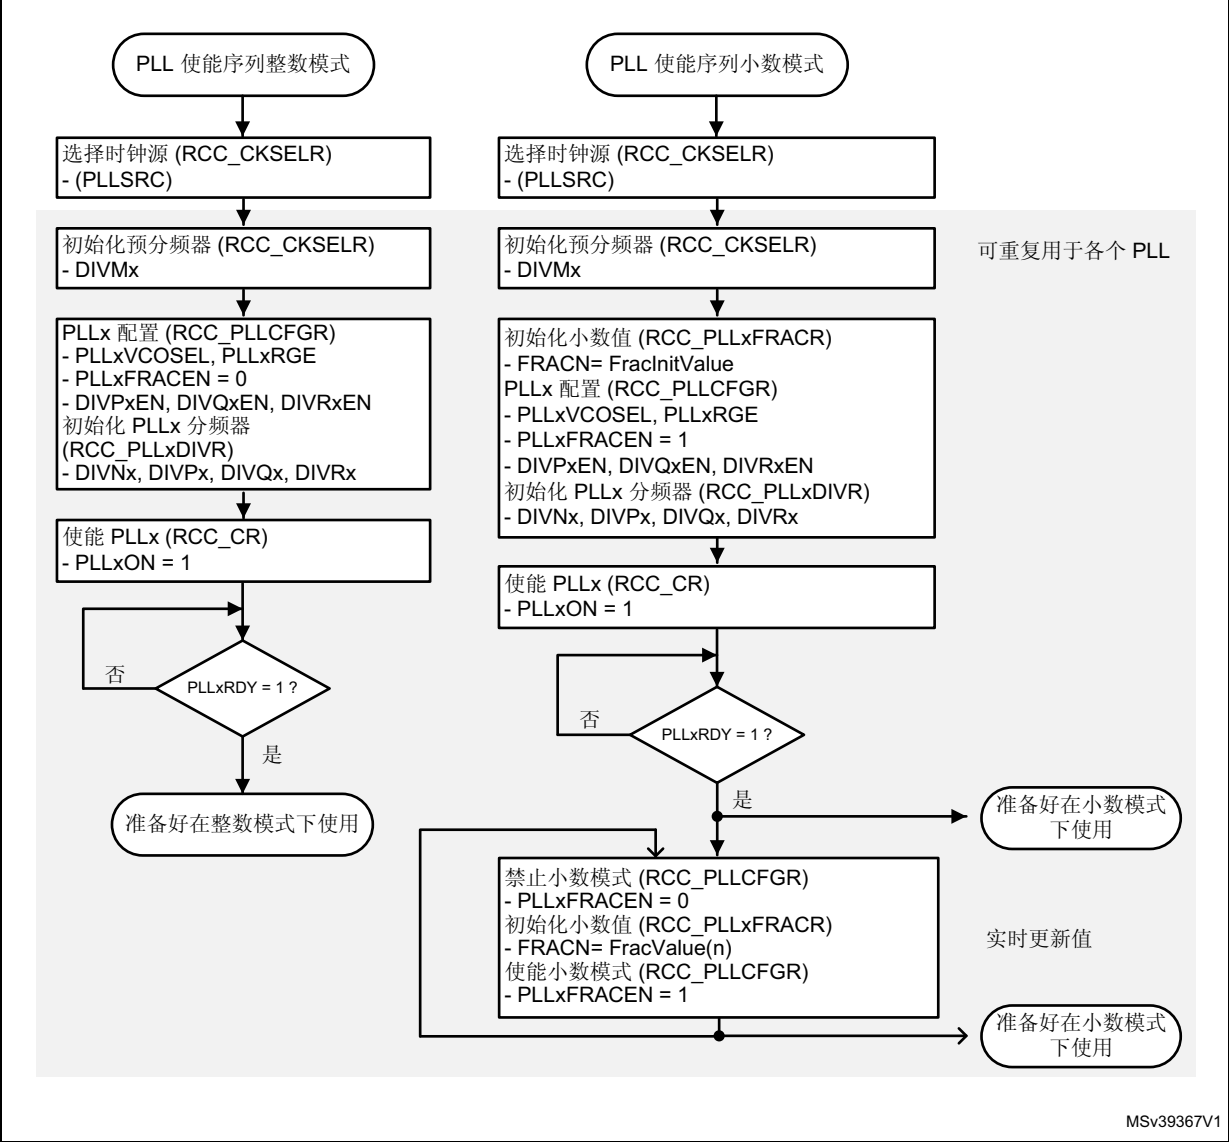 PLL 使能序列整数模式
选择时钟源 (RCC_CKSELR)
- (PLLSRC)
初始化预分频器 (RCC_CKSELR)
- DIVMx
PLLx 配置 (RCC_PLLCFGR)
- PLLxVCOSEL, PLLxRGE
- PLLxFRACEN = 0
- DIVPxEN, DIVQxEN, DIVRxEN
初始化 PLLx 分频器
(RCC_PLLxDIVR)
- DIVNx, DIVPx, DIVQx, DIVRx
使能 PLLx (RCC_CR)
- PLLxON = 1
否
PLLxRDY = 1 ?
是
准备好在整数模式下使用
PLL 使能序列小数模式
选择时钟源 (RCC_CKSELR)
- (PLLSRC)
初始化预分频器 (RCC_CKSELR)
- DIVMx
可重复用于各个 PLL
初始化小数值 (RCC_PLLxFRACR)
- FRACN= FracInitValue
PLLx 配置 (RCC_PLLCFGR)
- PLLxVCOSEL, PLLxRGE
- PLLxFRACEN = 1
- DIVPxEN, DIVQxEN, DIVRxEN
初始化 PLLx 分频器 (RCC_PLLxDIVR)
- DIVNx, DIVPx, DIVQx, DIVRx
使能 PLLx (RCC_CR)
- PLLxON = 1
否
PLLxRDY = 1 ?
是
准备好在小数模式
下使用
禁止小数模式 (RCC_PLLCFGR)
- PLLxFRACEN = 0
初始化小数值 (RCC_PLLxFRACR)
- FRACN= FracValue(n)
使能小数模式 (RCC_PLLCFGR)
- PLLxFRACEN = 1
实时更新值
准备好在小数模式
下使用
MSv39367V1